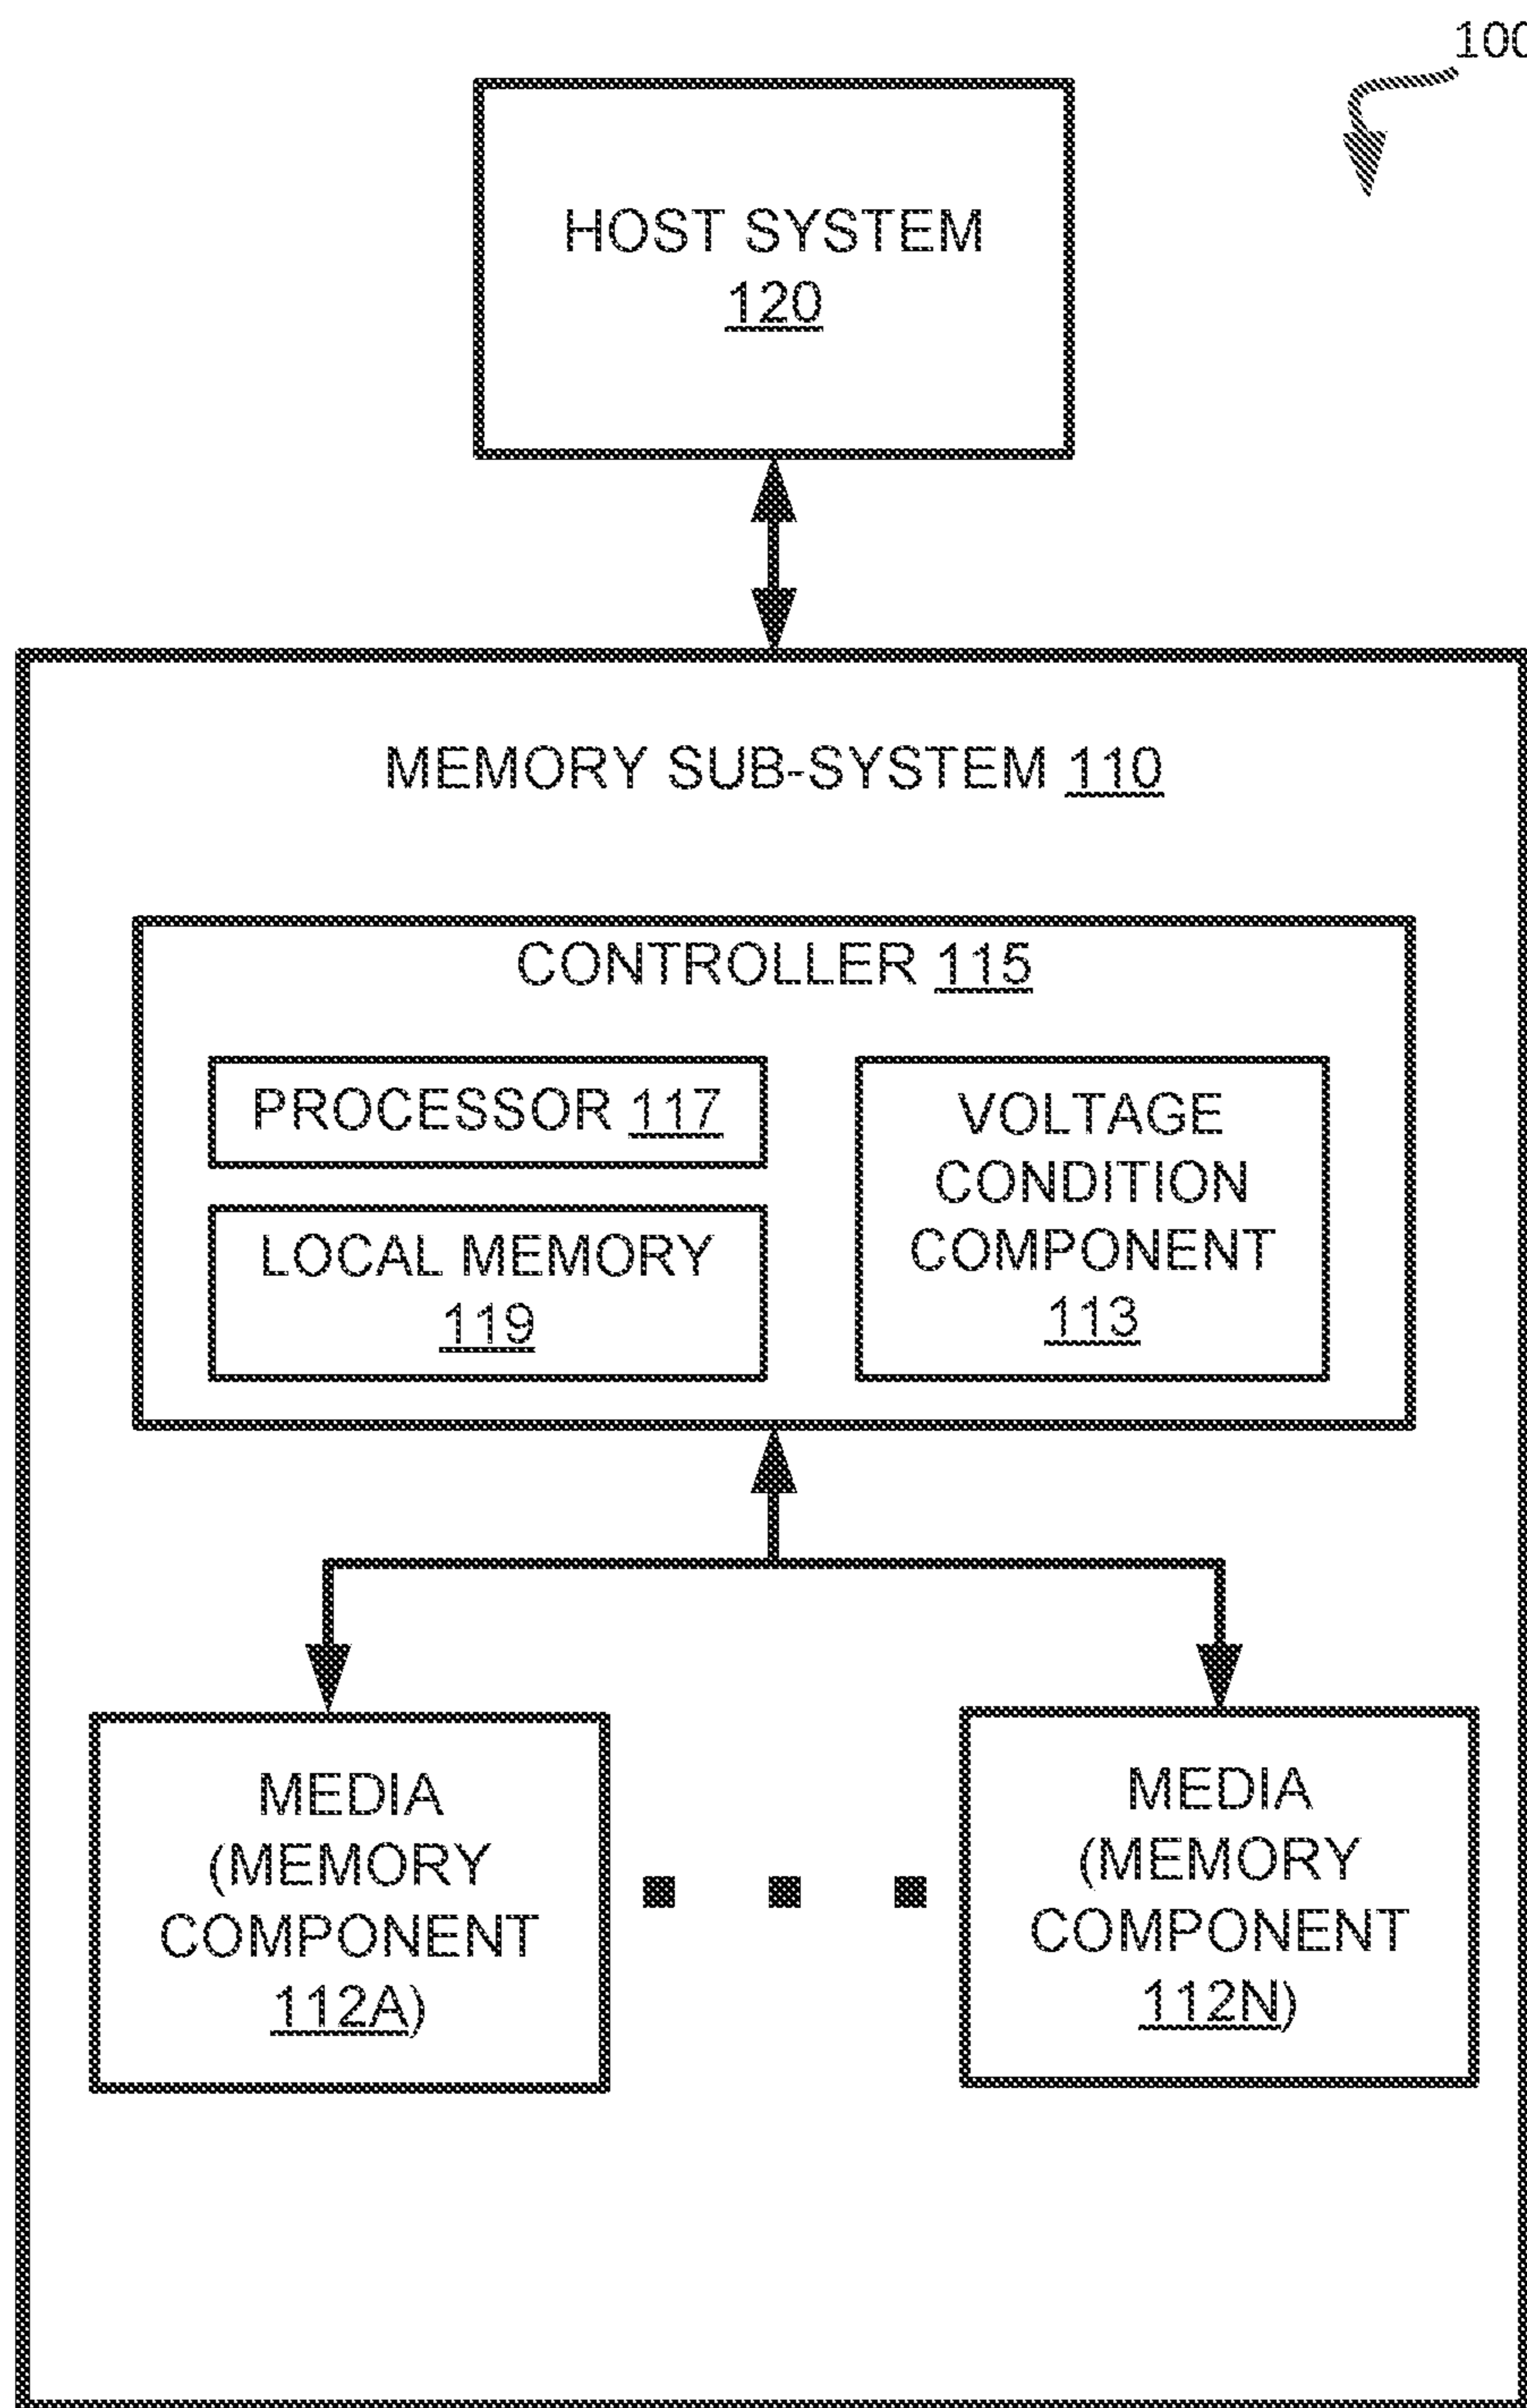 100
HOST SYSTEM
120
MEMORY SUB-SYSTEM 110
CONTROLLER 115
PROCESSOR 117
LOCAL MEMORY
119
VOLTAGE
CONDITION
COMPONENT
113
MEDIA
(MEMORY
COMPONENT
112A)
MEDIA
(MEMORY
COMPONENT
112N)